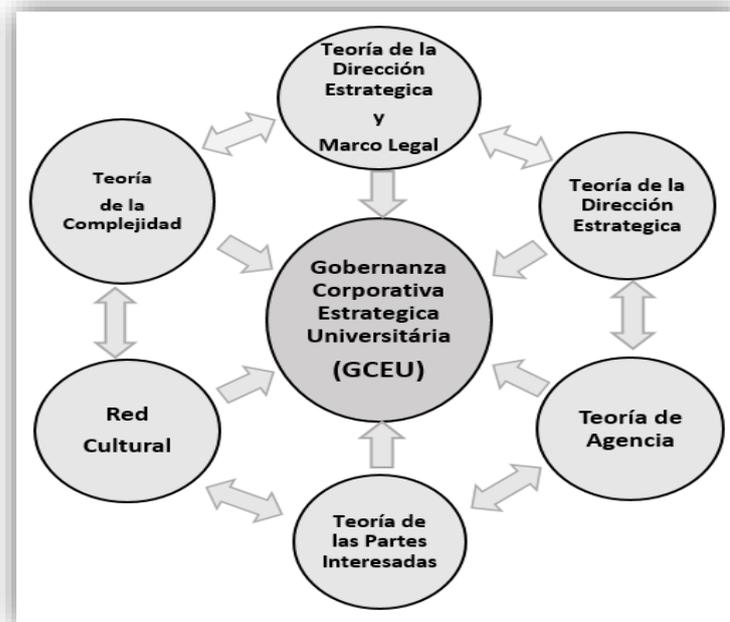 Teoría de la
Dirección
Estrategica
y
Marco Legal
Teoría
de la
Complejidad
Teoría de la
Dirección
Estrategica
Gobernanza
Corporativa
Estrategica
Universitária
(GCEU)
Red
Cultural
Teoría de
Agencia
Teoría de
las Partes
Interesadas